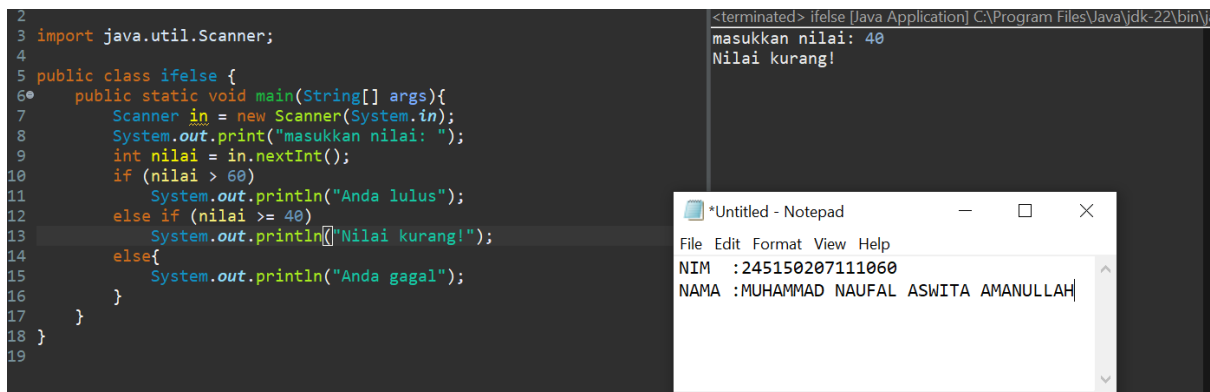 2
3 import java.util.Scanner;
4
5 public class ifelse {
6 public static void main(String[] args){
7 Scanner in = new Scanner(System.in);
8 System.out.print("masukkan nilai: ");
9 int nilai = in.nextInt();
10 if (nilai > 60)
11 System.out.println("Anda lulus");
12 else if (nilai >= 40)
13 System.out.println("Nilai kurang!");
14 else{
15 System.out.println("Anda gagal");
16 }
17 }
18 }
19
<terminated> ifelse [Java Application] C:\Program Files\Java\jdk-22\bin\
masukkan nilai: 40
Nilai kurang!
*Untitled - Notepad
File Edit Format View Help
NIM :245150207111060
NAMA :MUHAMMAD NAUFAL ASWITA AMANULLAH